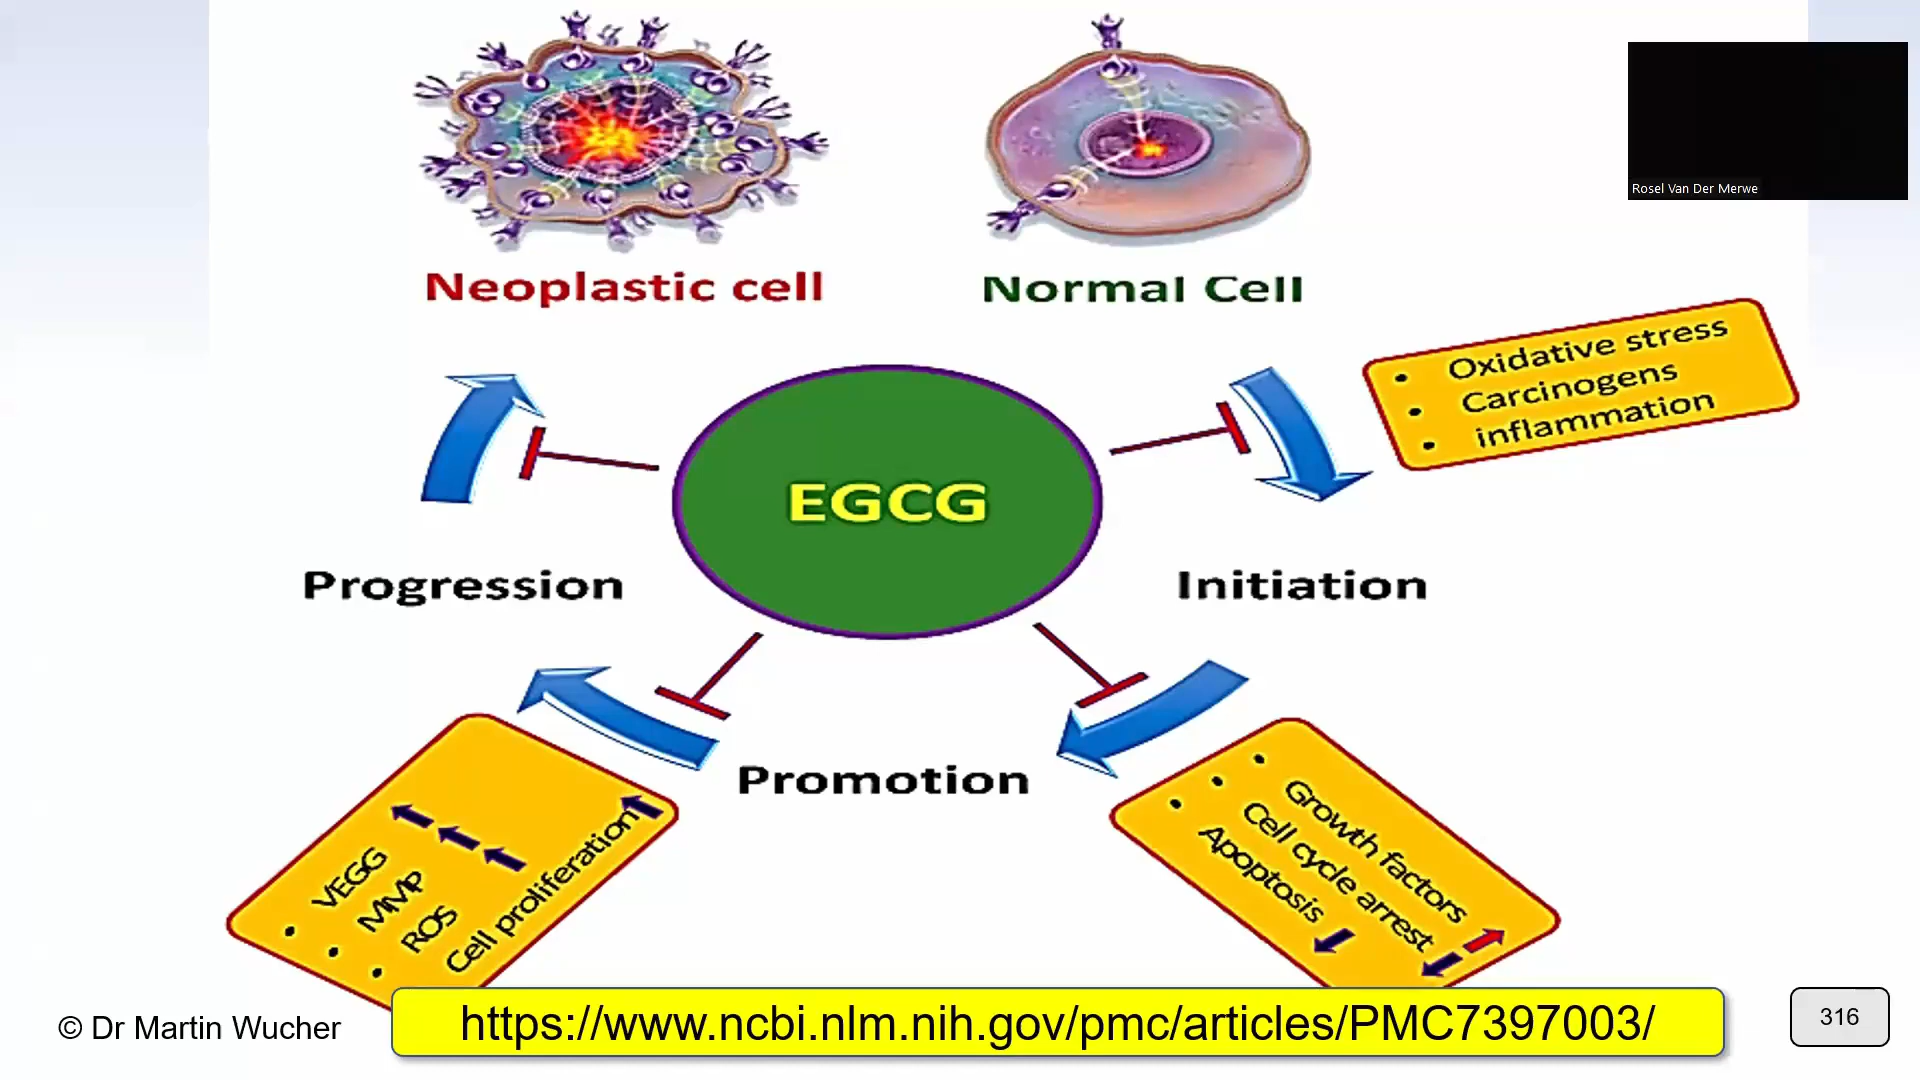 Rosel Van Der Merwe
Neoplastic cell
Normal Cell
• Oxidative stress
• Carcinogens
• inflammation
EGCG
Progression
Initiation
Promotion
• VEGG
• MMP
• ROS
Cell proliferation
• Growth factors
• Cell cycle arrest
• Apoptosis
© Dr Martin Wucher
https://www.ncbi.nlm.nih.gov/pmc/articles/PMC7397003/
316